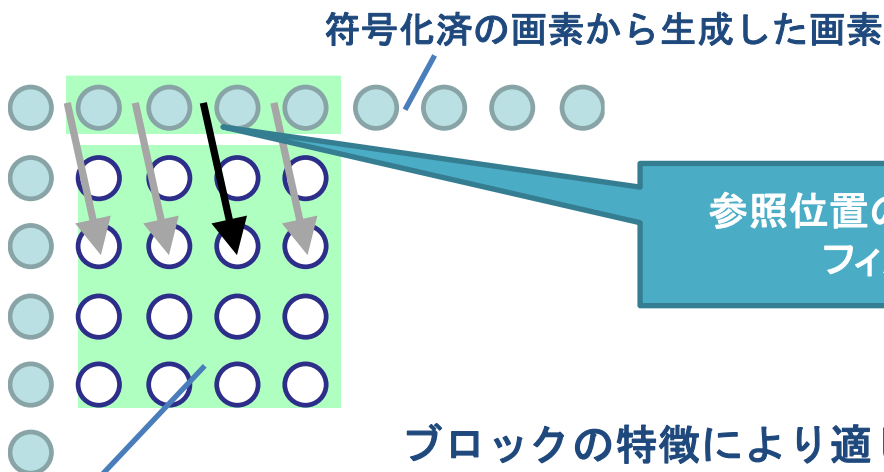 符号化済の画素から生成した画素
参照位置の
フィ
ブロックの特徴により適